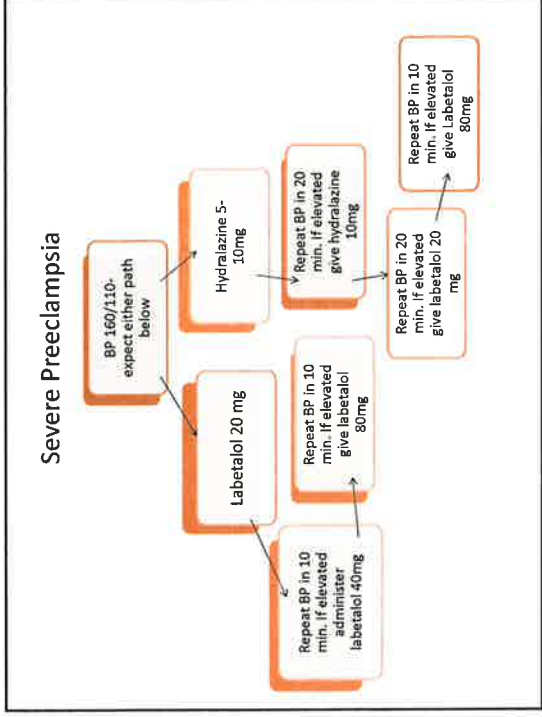 Severe Preeclampsia
BP 160/110-
expect either path
below
Labetalol 20 mg
Hydralazine 5-
10mg
Repeat BP in 10
min. If elevated
administer
labetalol 40mg
Repeat BP in 10
min. If elevated
give labetalol
80mg
Repeat BP in 20
min. If elevated
give hydralazine
10mg
Repeat BP in 20
min. If elevated
give labetalol 20
mg
Repeat BP in 10
min. If elevated
give Labetalol
80mg